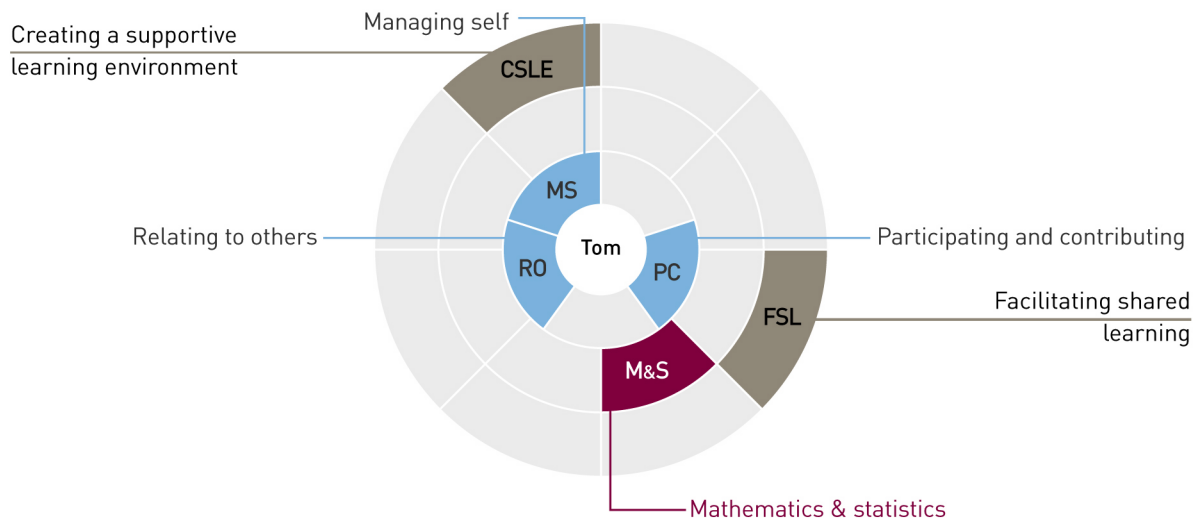 Managing self
Creating a supportive
learning environment
CSLE
MS
Relating to others
Tom
Participating and contributing
RO
PC
Facilitating shared
learning
FSL
M&S
Mathematics & statistics